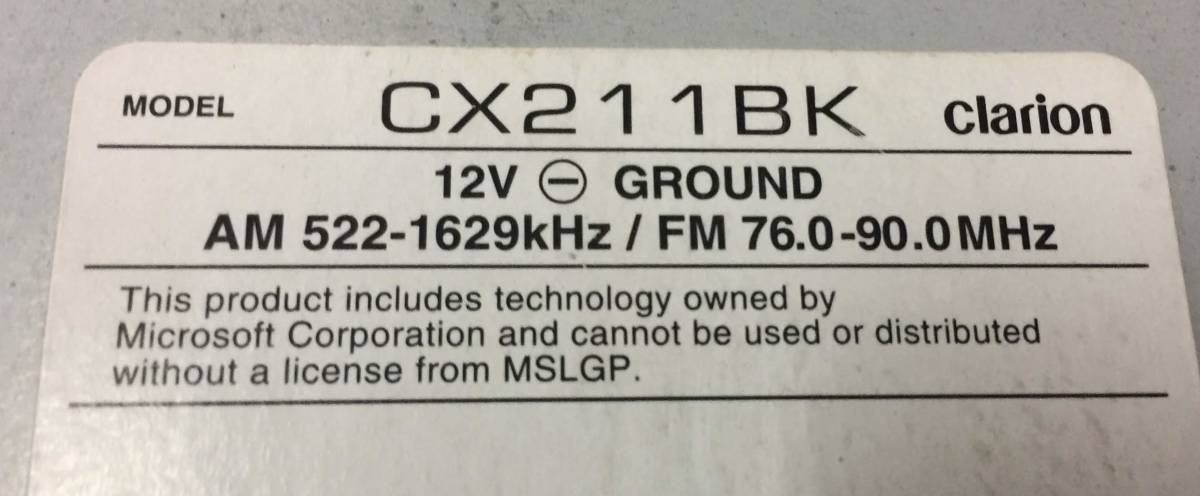 MODEL CX211BK clarion
12V ⊖ GROUND
AM 522-1629kHz / FM 76.0-90.0MHz
This product includes technology owned by
Microsoft Corporation and cannot be used or distributed
without a license from MSLGP.